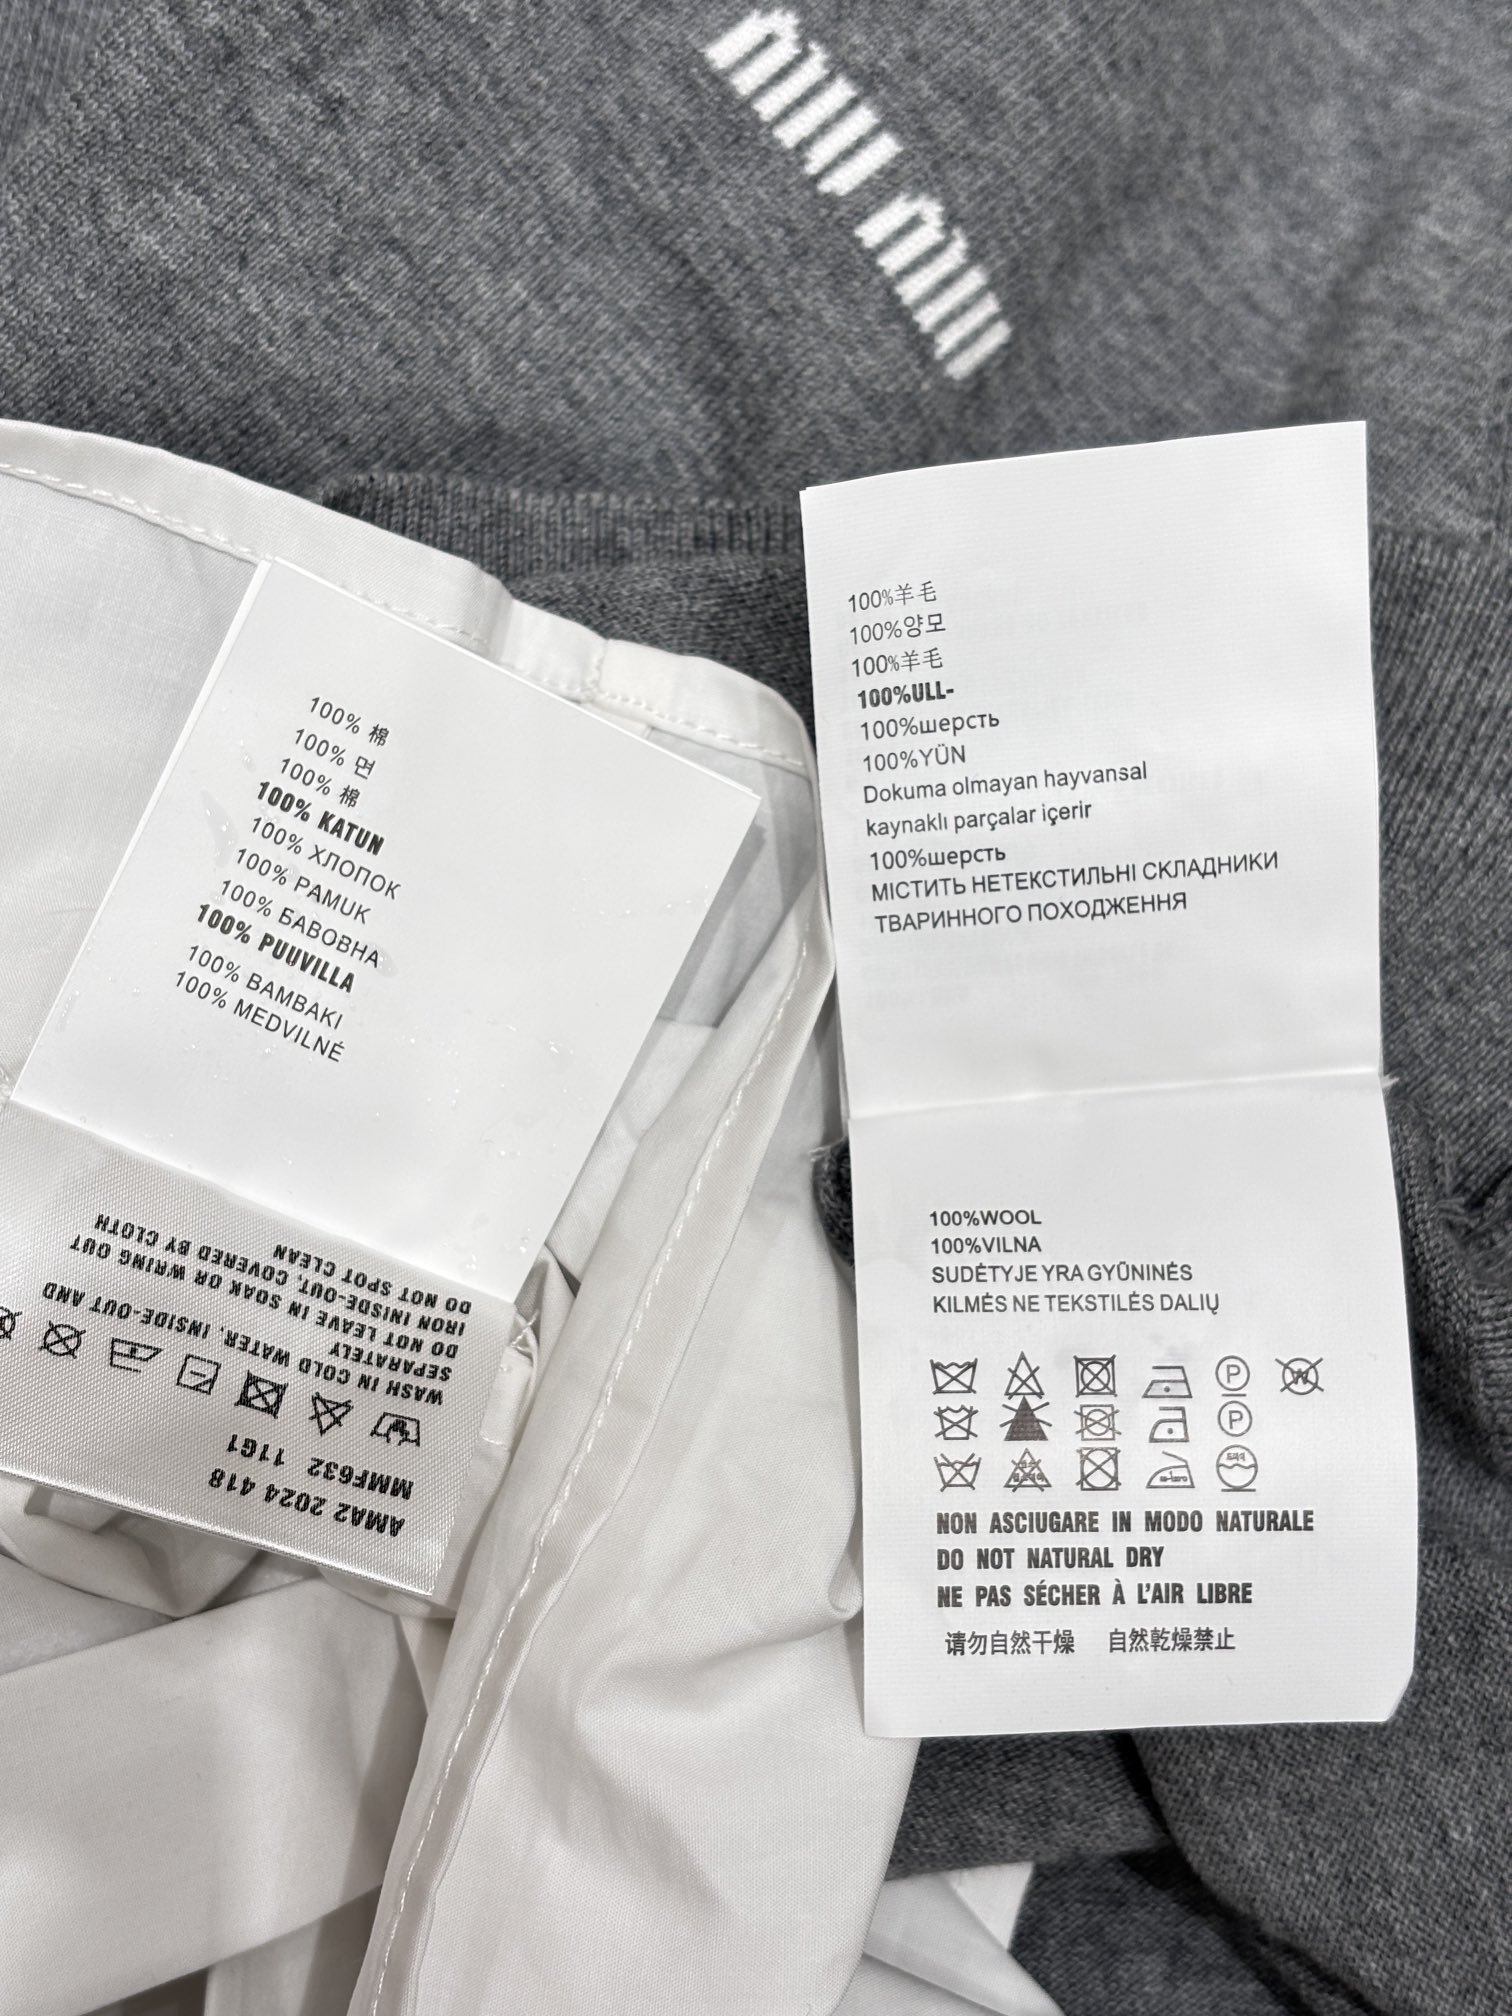 miu miu
100% 棉
100% 면
100% 棉
100% KATUN
100% ХЛОПОК
100% PAMUK
100% БАВОВНА
100% PUUVILLA
100% BAMBAKI
100% MEDVILNĖ
AMA2 2024 418
MMF632 11G1
WASH IN COLD WATER, INSIDE-OUT AND
SEPARATELY
DO NOT LEAVE IN SOAK OR WRING OUT
IRON INISDE-OUT, COVERED BY CLOTH
DO NOT SPOT CLEAN
100%羊毛
100%양모
100%羊毛
100%ULL-
100%шерсть
100%YÜN
Dokuma olmayan hayvansal
kaynaklı parçalar içerir
100%шерсть
МІСТИТЬ НЕТЕКСТИЛЬНІ СКЛАДНИКИ
ТВАРИННОГО ПОХОДЖЕННЯ
100%WOOL
100%VILNA
SUDĖTYJE YRA GYŪNINĖS
KILMĖS NE TEKSTILĖS DALIŲ
P W
P
NON ASCIUGARE IN MODO NATURALE
DO NOT NATURAL DRY
NE PAS SÉCHER À L'AIR LIBRE
请勿自然干燥 自然乾燥禁止